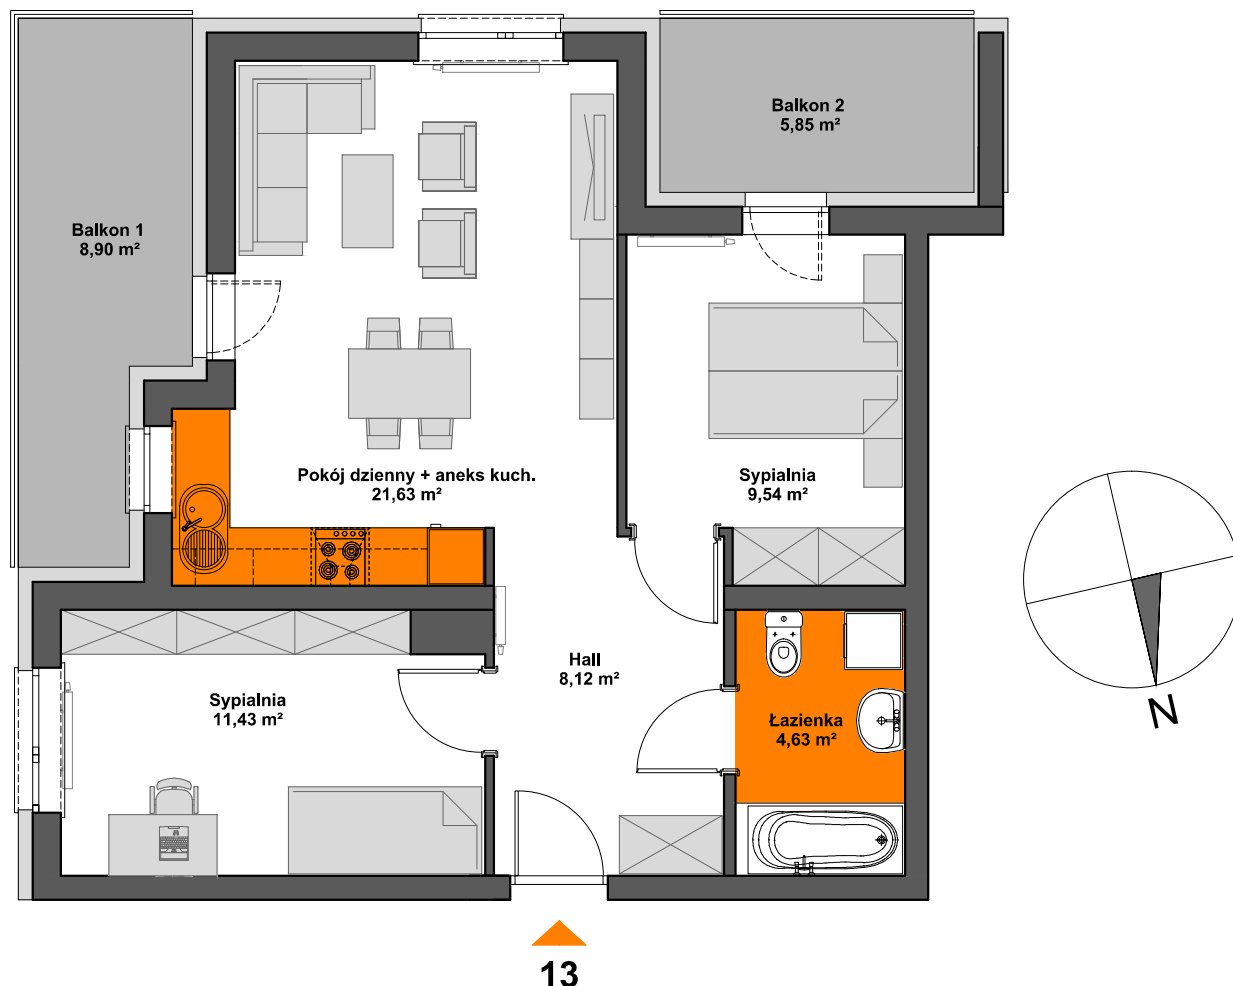 Balkon 2
5,85 m²
Balkon 1
8,90 m²
Pokój dzienny + aneks kuch.
21,63 m²
Sypialnia
9,54 m²
Hall
8,12 m²
Sypialnia
11,43 m²
Łazienka
4,63 m²
N
13